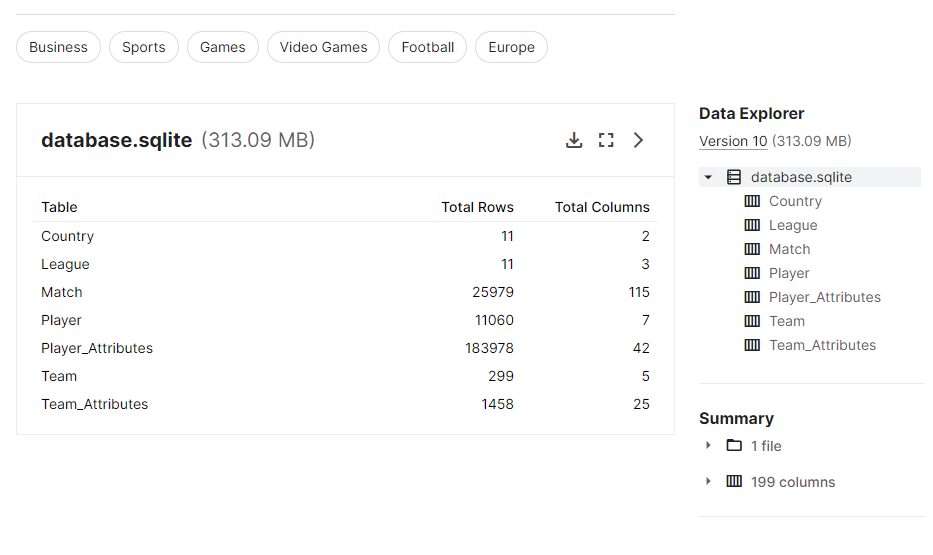 Business Sports Games Video Games Football Europe
database.sqlite (313.09 MB)
Table Total Rows Total Columns
Country 11 2
League 11 3
Match 25979 115
Player 11060 7
Player_Attributes 183978 42
Team 299 5
Team_Attributes 1458 25
Data Explorer
Version 10 (313.09 MB)
database.sqlite
Country
League
Match
Player
Player_Attributes
Team
Team_Attributes
Summary
1 file
199 columns